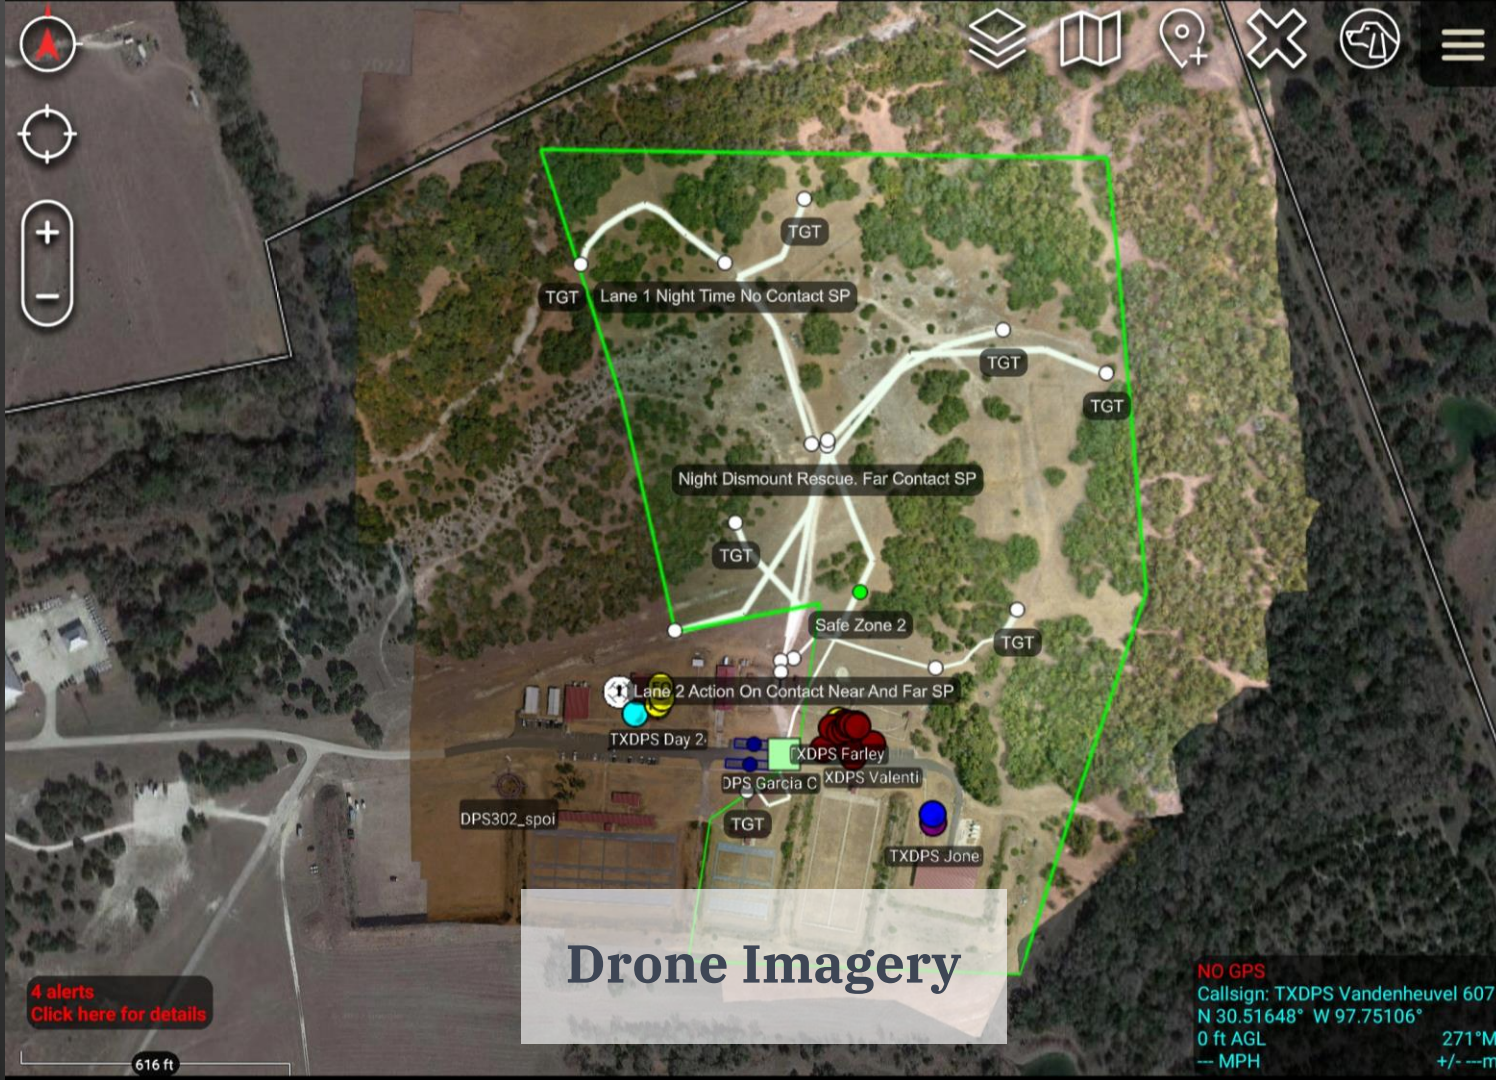 TGT
TGT
Lane 1 Night Time No Contact SP
TGT
TGT
Night Dismount Rescue. Far Contact SP
TGT
Safe Zone 2
TGT
Lane 2 Action On Contact Near And Far SP
TXDPS Day 2
TXDPS Farley
DPS Garcia C
XDPS Valenti
DPS302_spoi
TGT
TXDPS Jone
Drone Imagery
4 alerts
Click here for details
616 ft
NO GPS
Callsign: TXDPS Vandenheuvel 607
N 30.51648° W 97.75106°
0 ft AGL 271°M
--- MPH +/- ---m